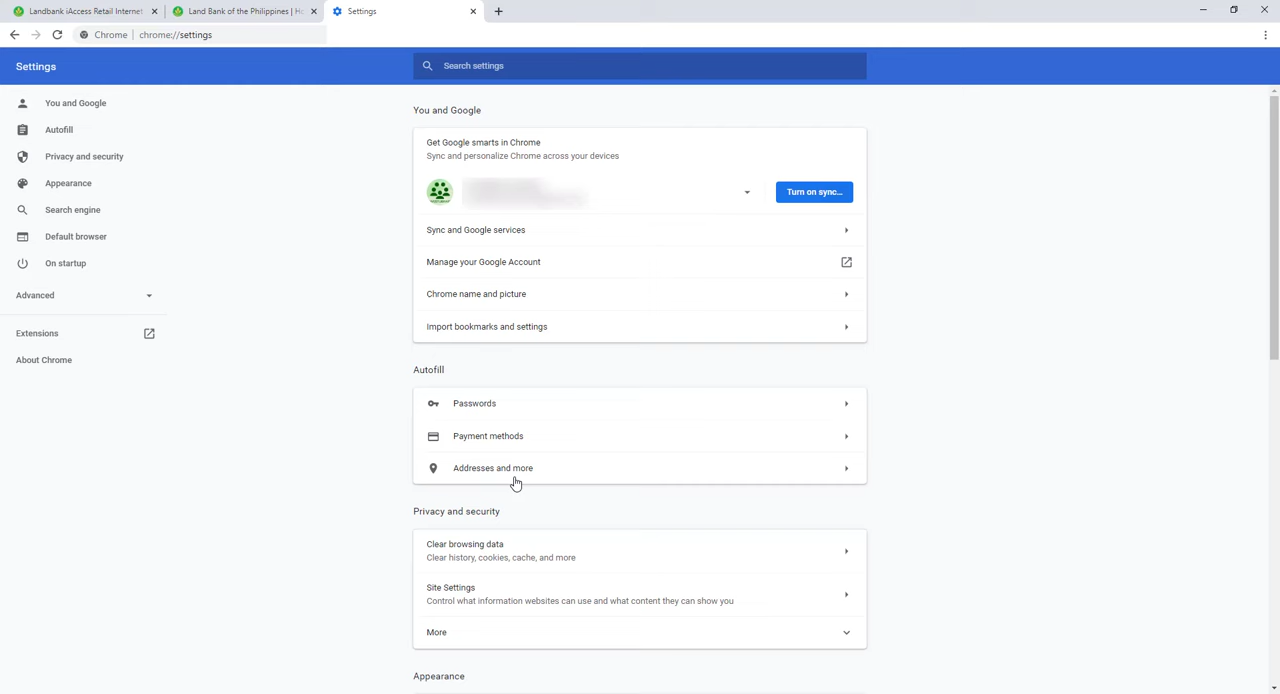 Landbank iAccess Retail Internet
Land Bank of the Philippines | Ho
Settings
Chrome | chrome://settings
Settings
Search settings
You and Google
Autofill
Privacy and security
Appearance
Search engine
Default browser
On startup
Advanced
Extensions
About Chrome
You and Google
Get Google smarts in Chrome
Sync and personalize Chrome across your devices
Turn on sync...
Sync and Google services
Manage your Google Account
Chrome name and picture
Import bookmarks and settings
Autofill
Passwords
Payment methods
Addresses and more
Privacy and security
Clear browsing data
Clear history, cookies, cache, and more
Site Settings
Control what information websites can use and what content they can show you
More
Appearance